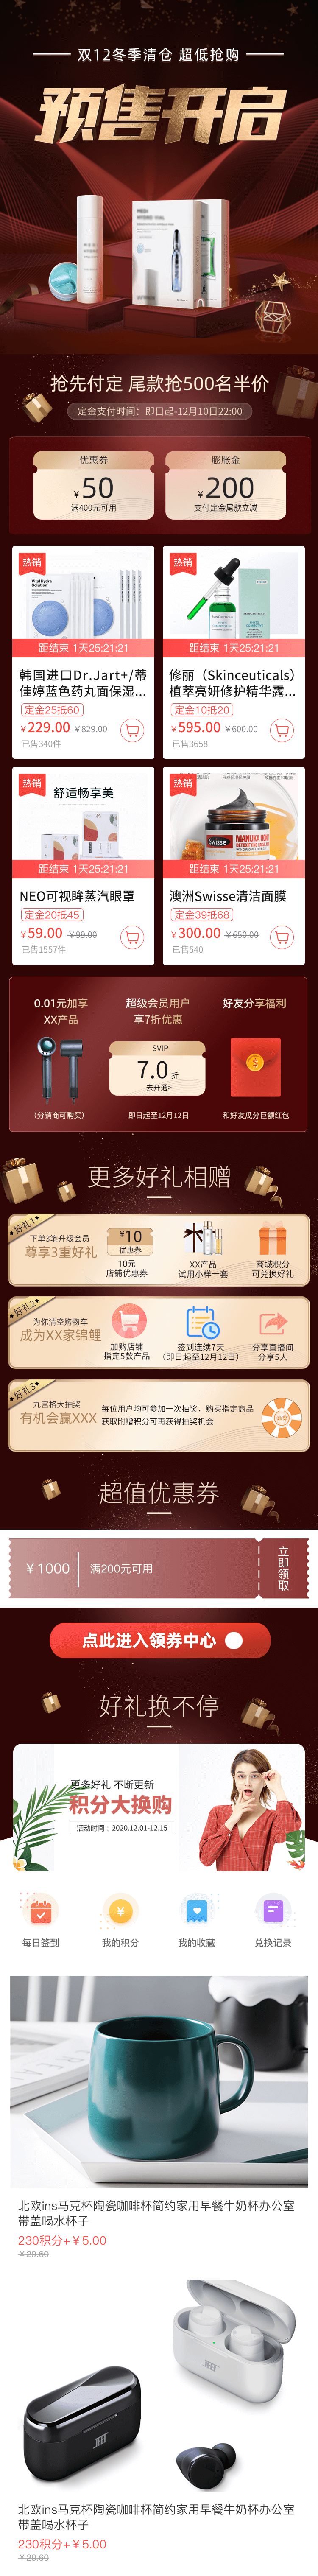 双12冬季清仓 超低抢购
预售开启
抢先付定 尾款抢500名半价
定金支付时间：即日起-12月10日22:00
优惠券
¥50
满400元可用
膨胀金
¥200
支付定金尾款立减
热销
Vital Hydra
Solution
距结束 1天25:21:21
韩国进口Dr.Jart+/蒂
佳婷蓝色药丸面保湿...
定金25抵60
¥229.00 ¥829.00
已售340件
热销
距结束 1天25:21:21
修丽（Skinceuticals）
植萃亮妍修护精华露...
定金10抵20
¥595.00 ¥600.00
已售3658
热销
舒适畅享美
距结束 1天25:21:21
NEO可视眸蒸汽眼罩
定金20抵45
¥59.00 ¥99.00
已售1557件
热销
Swisse
MANUKA HONEY
DETOXIFYING FACIAL MASK
距结束 1天25:21:21
澳洲Swisse清洁面膜
定金39抵68
¥300.00 ¥650.00
已售540
0.01元加享
XX产品
（分销商可购买）
超级会员用户
享7折优惠
SVIP
7.0 折
去开通>
即日起至12月12日
好友分享福利
和好友瓜分巨额红包
更多好礼相赠
好礼1
下单3笔升级会员
尊享3重好礼
¥10
优惠券
10元
店铺优惠券
XX产品
试用小样一套
商城积分
可兑换好礼
好礼2
为你清空购物车
成为XX家锦鲤
加购店铺
指定5款产品
签到连续7天
（即日起至12月12日）
分享直播间
分享5人
好礼3
九宫格大抽奖
有机会赢XXX
每位用户均可参加一次抽奖，购买指定商品
获取附赠积分可再获得抽奖机会
超值优惠券
¥1000
满200元可用
立即领取
点此进入领券中心
好礼换不停
更多好礼 不断更新
积分大换购
活动时间：2020.12.01-12.15
每日签到
我的积分
我的收藏
兑换记录
北欧ins马克杯陶瓷咖啡杯简约家用早餐牛奶杯办公室
带盖喝水杯子
230积分+¥5.00
¥29.60
JEET
JEET
北欧ins马克杯陶瓷咖啡杯简约家用早餐牛奶杯办公室
带盖喝水杯子
230积分+¥5.00
¥29.60